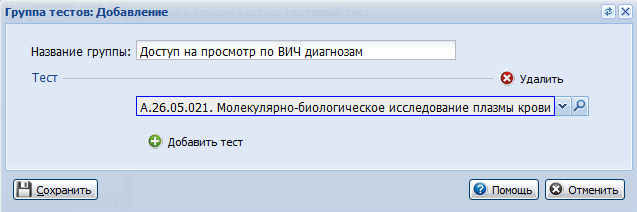 Группа тестов: Добавление
Название группы: Доступ на просмотр по ВИЧ диагнозам
Тест Удалить
A.26.05.021. Молекулярно-биологическое исследование плазмы крови
Добавить тест
Сохранить Помощь Отменить